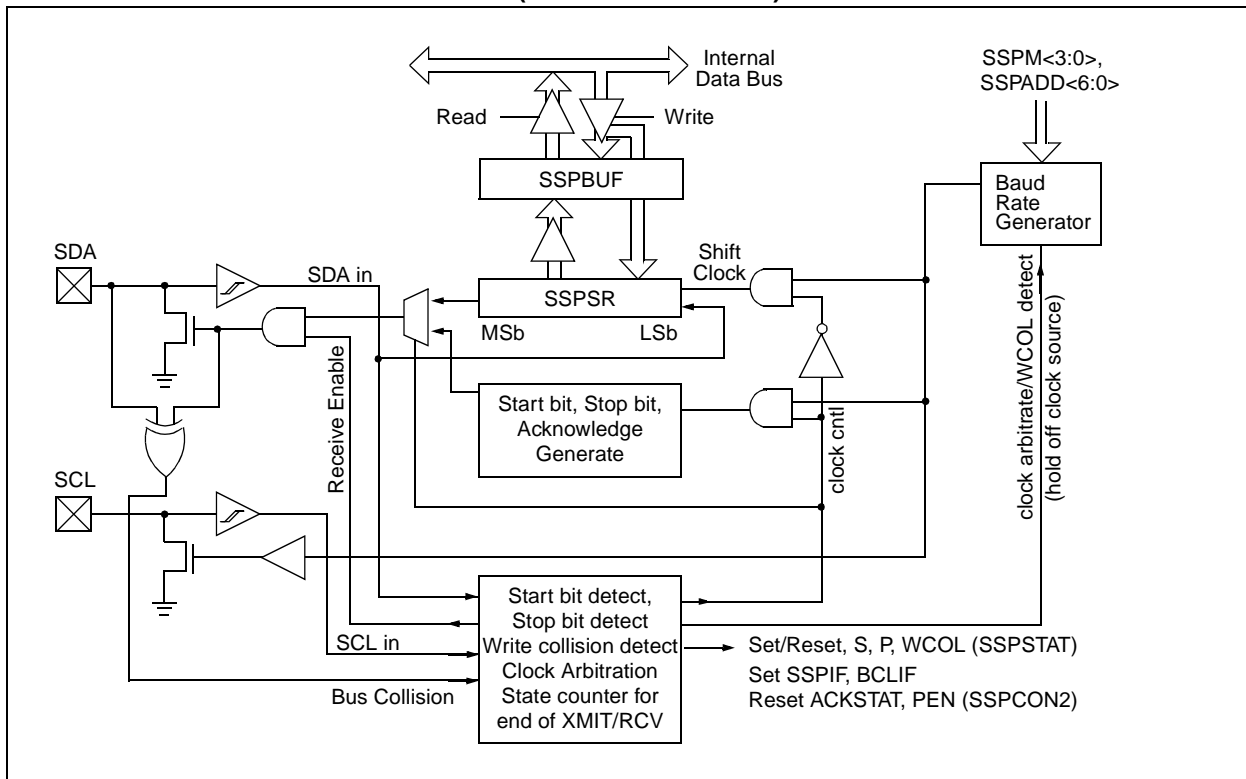 Internal
Data Bus
SSPM<3:0>,
SSPADD<6:0>
Read
Write
SSPBUF
Baud
Rate
Generator
SDA
SDA in
Shift
Clock
SSPSR
MSb
LSb
Receive Enable
Start bit, Stop bit,
Acknowledge
Generate
clock cntl
clock arbitrate/WCOL detect
(hold off clock source)
SCL
SCL in
Bus Collision
Start bit detect,
Stop bit detect
Write collision detect
Clock Arbitration
State counter for
end of XMIT/RCV
Set/Reset, S, P, WCOL (SSPSTAT)
Set SSPIF, BCLIF
Reset ACKSTAT, PEN (SSPCON2)